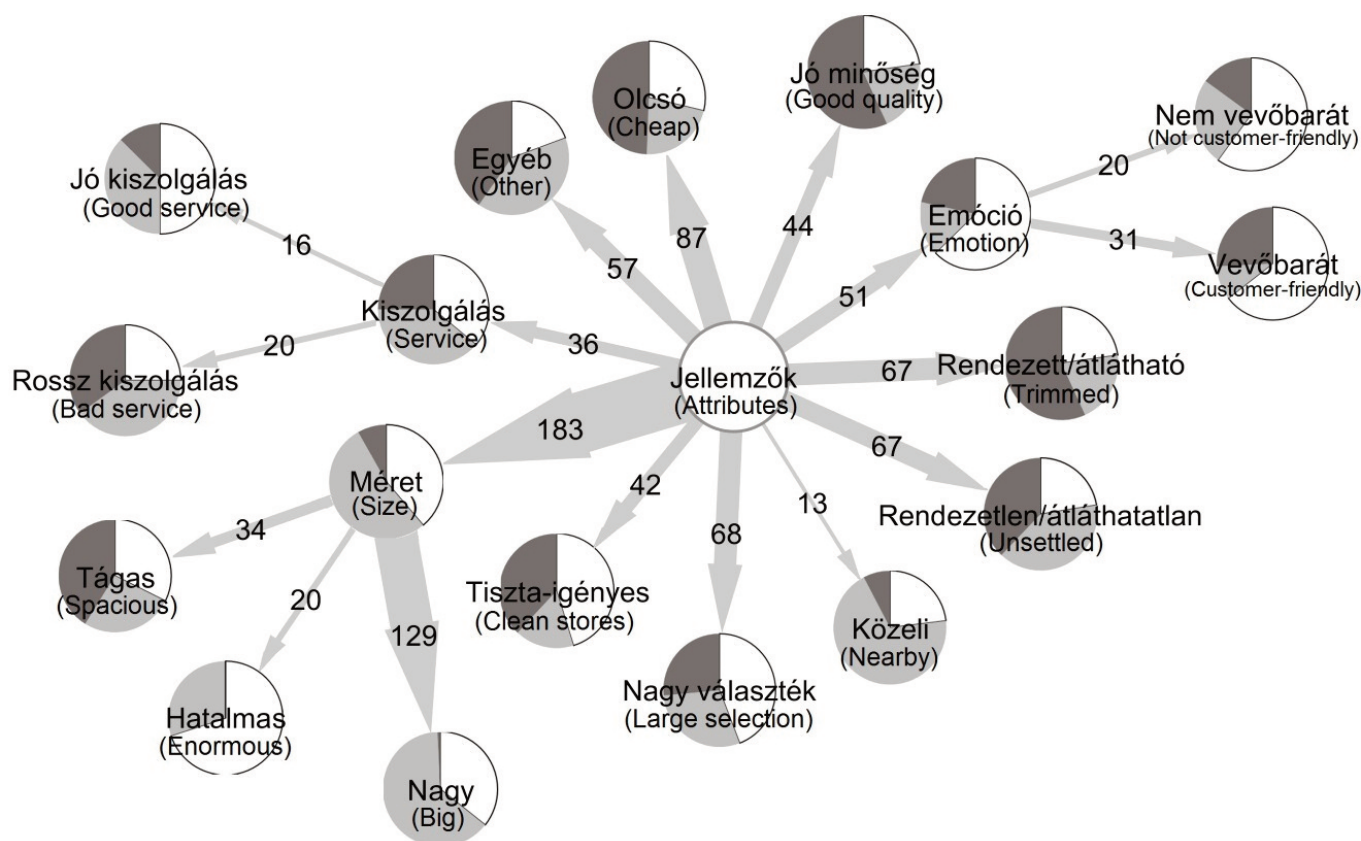 Jó minőség
(Good quality)
Olcsó
(Cheap)
Nem vevőbarát
(Not customer-friendly)
Egyéb
(Other)
Jó kiszolgálás
(Good service)
20
Emóció
(Emotion)
44
87
31
16
57
Vevőbarát
(Customer-friendly)
51
Kiszolgálás
(Service)
20
36
Rossz kiszolgálás
(Bad service)
Jellemzők
(Attributes)
67
Rendezett/átlátható
(Trimmed)
183
67
Méret
(Size)
42
13
Rendezetlen/átláthatatlan
(Unsettled)
34
68
Tágas
(Spacious)
20
Tiszta-igényes
(Clean stores)
129
Közeli
(Nearby)
Nagy választék
(Large selection)
Hatalmas
(Enormous)
Nagy
(Big)